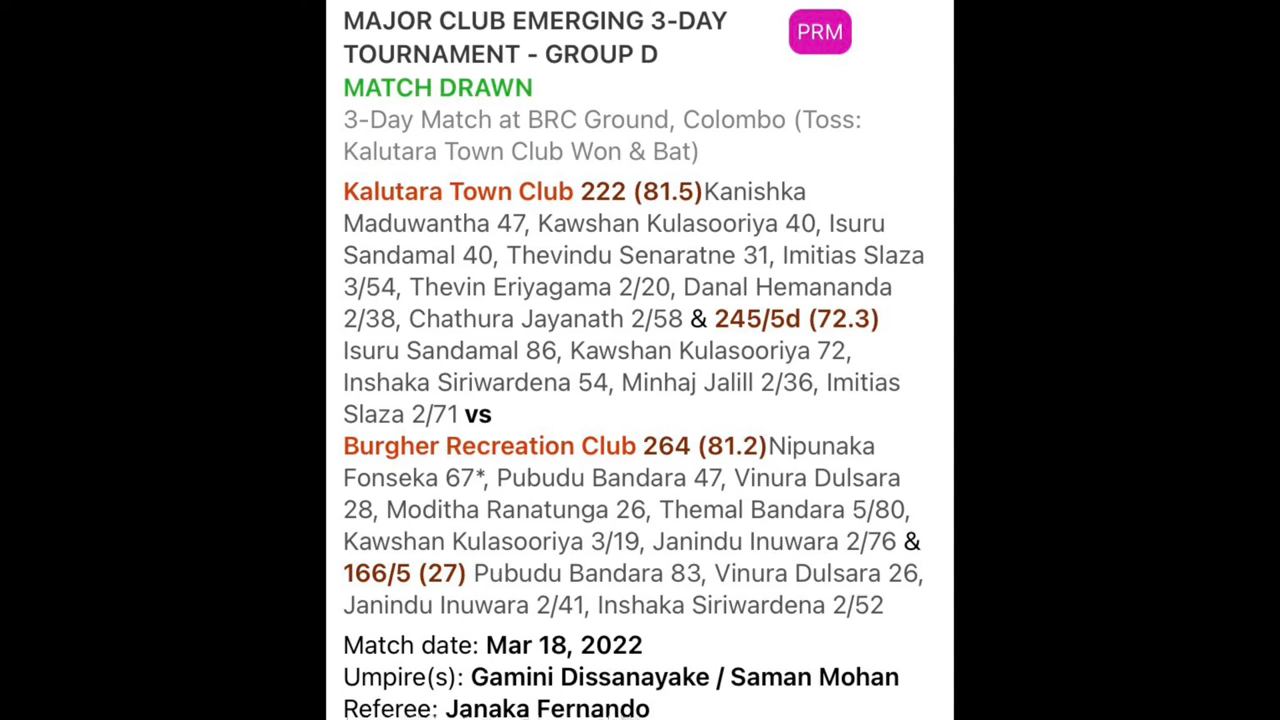 MAJOR CLUB EMERGING 3-DAY
TOURNAMENT - GROUP D
PRM
MATCH DRAWN
3-Day Match at BRC Ground, Colombo (Toss:
Kalutara Town Club Won & Bat)
Kalutara Town Club 222 (81.5)Kanishka
Maduwantha 47, Kawshan Kulasooriya 40, Isuru
Sandamal 40, Thevindu Senaratne 31, Imitias Slaza
3/54, Thevin Eriyagama 2/20, Danal Hemananda
2/38, Chathura Jayanath 2/58 & 245/5d (72.3)
Isuru Sandamal 86, Kawshan Kulasooriya 72,
Inshaka Siriwardena 54, Minhaj Jalill 2/36, Imitias
Slaza 2/71 vs
Burgher Recreation Club 264 (81.2)Nipunaka
Fonseka 67*, Pubudu Bandara 47, Vinura Dulsara
28, Moditha Ranatunga 26, Themal Bandara 5/80,
Kawshan Kulasooriya 3/19, Janindu Inuwara 2/76 &
166/5 (27) Pubudu Bandara 83, Vinura Dulsara 26,
Janindu Inuwara 2/41, Inshaka Siriwardena 2/52
Match date: Mar 18, 2022
Umpire(s): Gamini Dissanayake / Saman Mohan
Referee: Janaka Fernando